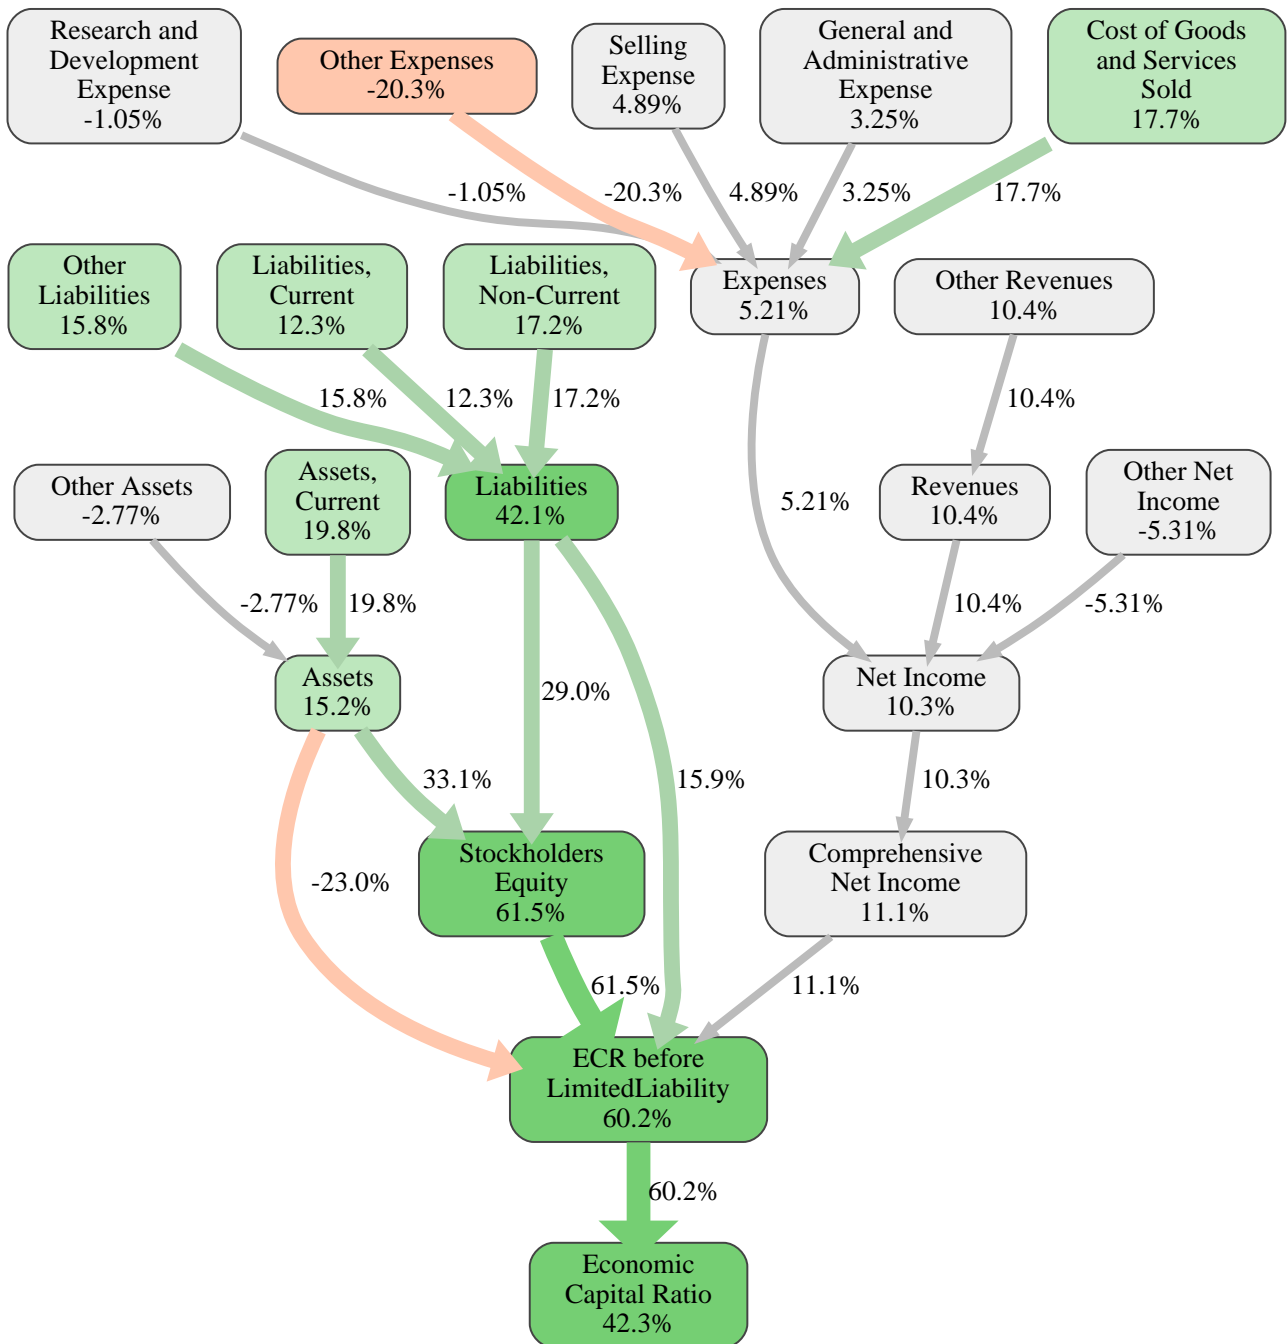 Research and
Development
Expense
-1.05%
Other Expenses
-20.3%
Selling
Expense
4.89%
General and
Administrative
Expense
3.25%
Cost of Goods
and Services
Sold
17.7%
-1.05%
-20.3%
4.89%
3.25%
17.7%
Other
Liabilities
15.8%
Liabilities,
Current
12.3%
Liabilities,
Non-Current
17.2%
Expenses
5.21%
Other Revenues
10.4%
15.8%
12.3%
17.2%
10.4%
Other Assets
-2.77%
Assets,
Current
19.8%
Liabilities
42.1%
5.21%
Revenues
10.4%
Other Net
Income
-5.31%
-2.77%
19.8%
10.4%
-5.31%
Assets
15.2%
29.0%
Net Income
10.3%
33.1%
15.9%
10.3%
-23.0%
Stockholders
Equity
61.5%
Comprehensive
Net Income
11.1%
61.5%
11.1%
ECR before
LimitedLiability
60.2%
60.2%
Economic
Capital Ratio
42.3%